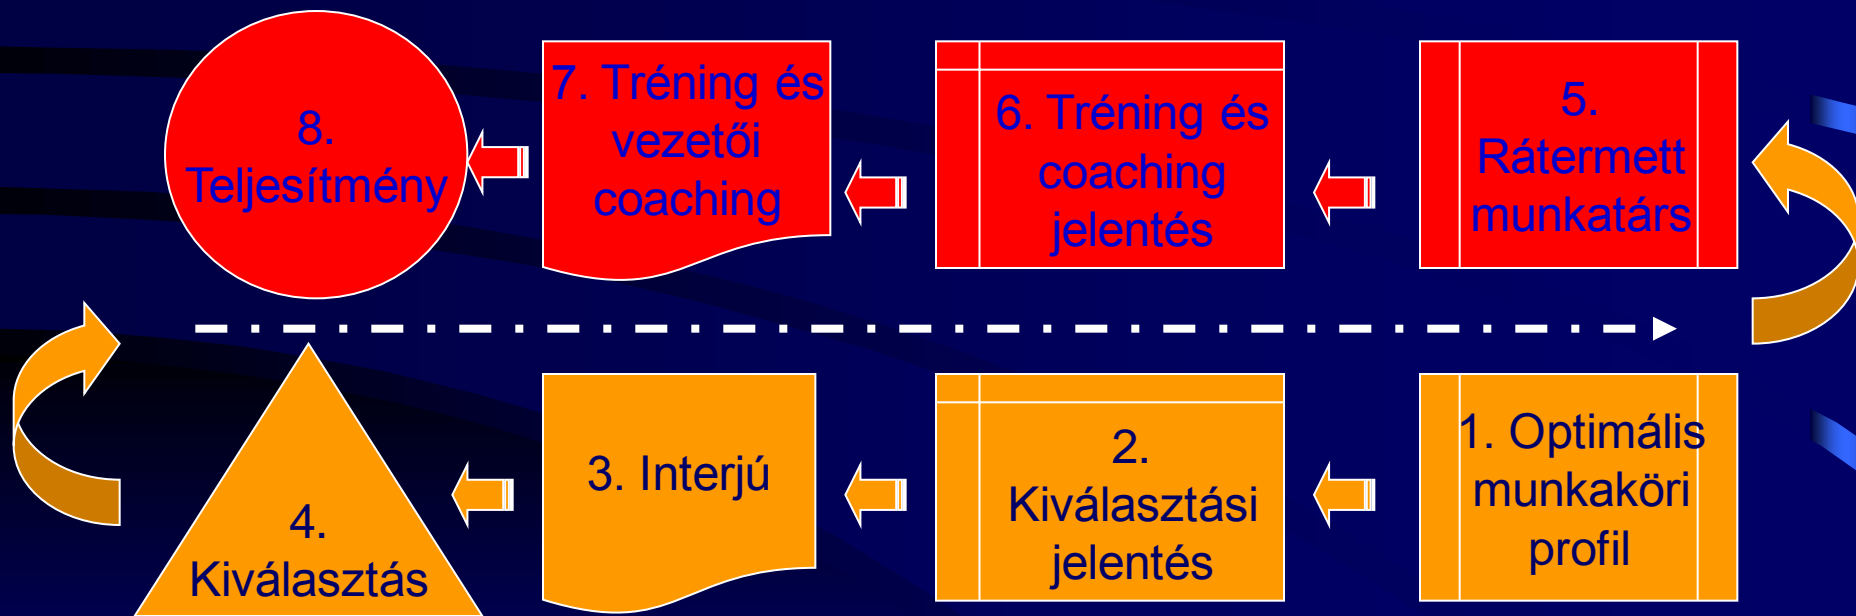 8.
Teljesítmény
7. Tréning és
vezetői
coaching
6. Tréning és
coaching
jelentés
5.
Rátermett
munkatárs
4.
Kiválasztás
3. Interjú
2.
Kiválasztási
jelentés
1. Optimális
munkaköri
profil